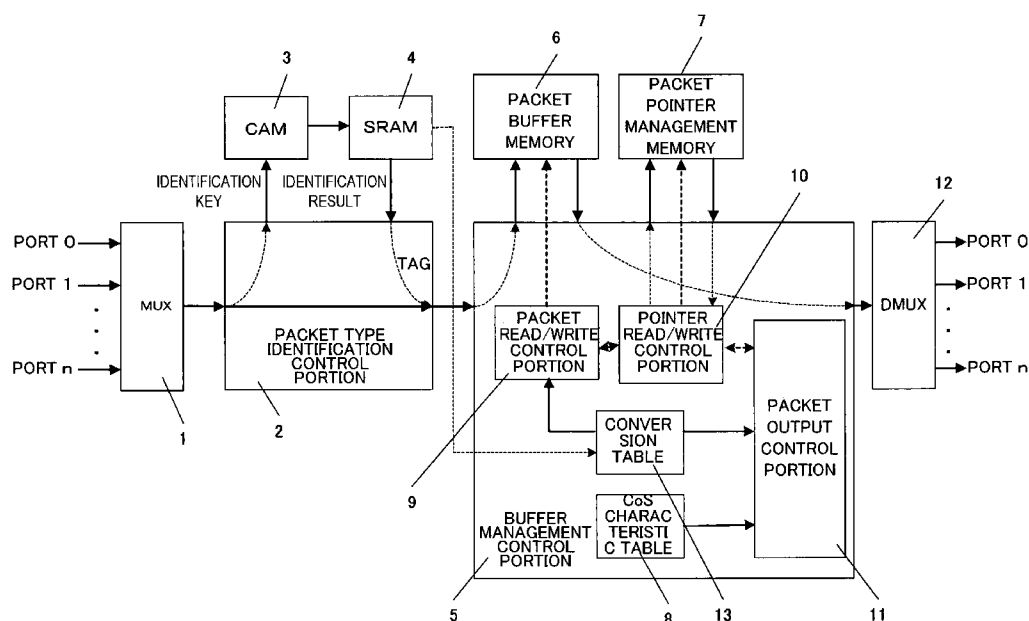 6
7
3
4
PACKET
BUFFER
MEMORY
PACKET
POINTER
MANAGEMENT
MEMORY
CAM
SRAM
10
12
IDENTIFICATION
KEY
IDENTIFICATION
RESULT
PORT 0
PORT 1
PORT n
MUX
TAG
PACKET TYPE
IDENTIFICATION
CONTROL
PORTION
1
2
PACKET
READ/WRITE
CONTROL
PORTION
POINTER
READ/WRITE
CONTROL
PORTION
DMUX
PORT 0
PORT 1
PORT n
PACKET
OUTPUT
CONTROL
PORTION
CONVER
SION
TABLE
9
CoS
CHARAC
TERISTI
C TABLE
BUFFER
MANAGEMENT
CONTROL
PORTION
5
8
13
11